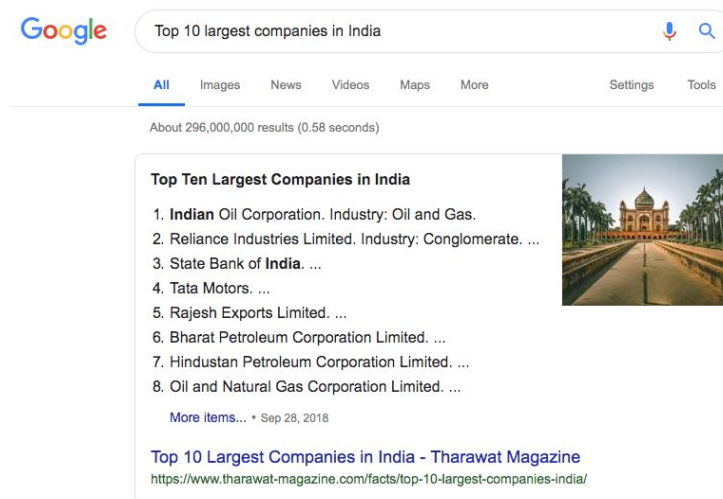 Google
Top 10 largest companies in India
All Images News Videos Maps More Settings Tools
About 296,000,000 results (0.58 seconds)
Top Ten Largest Companies in India
1. Indian Oil Corporation. Industry: Oil and Gas.
2. Reliance Industries Limited. Industry: Conglomerate. ...
3. State Bank of India. ...
4. Tata Motors. ...
5. Rajesh Exports Limited. ...
6. Bharat Petroleum Corporation Limited. ...
7. Hindustan Petroleum Corporation Limited. ...
8. Oil and Natural Gas Corporation Limited. ...
More items... • Sep 28, 2018
Top 10 Largest Companies in India - Tharawat Magazine
https://www.tharawat-magazine.com/facts/top-10-largest-companies-india/